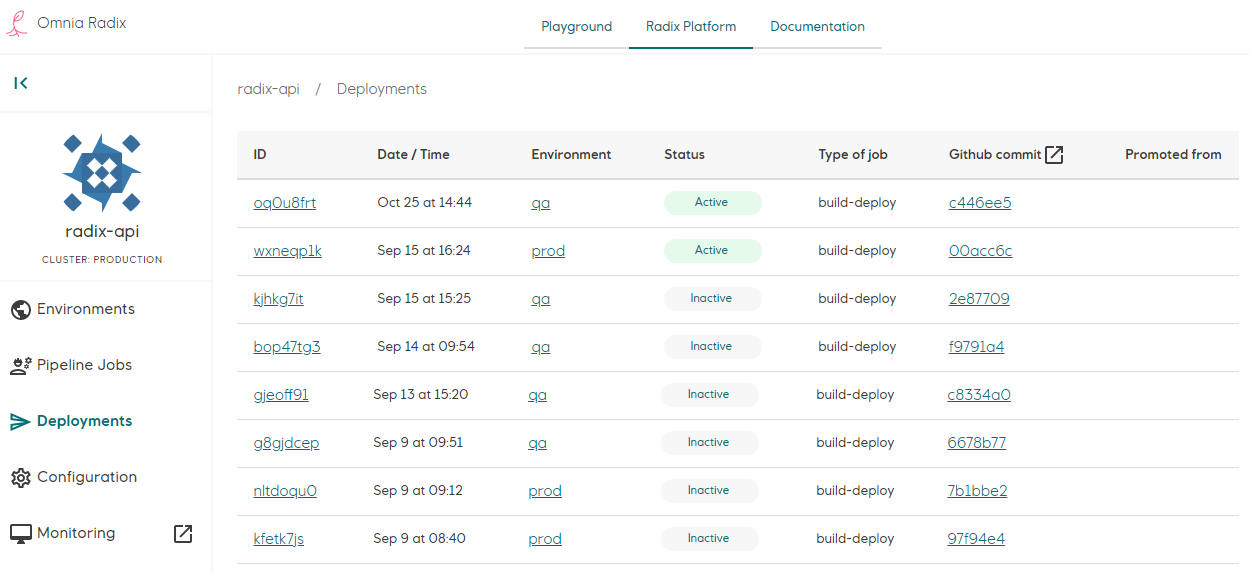 Omnia Radix
Playground Radix Platform Documentation
radix-api / Deployments
radix-api
CLUSTER: PRODUCTION
Environments
Pipeline Jobs
Deployments
Configuration
Monitoring
ID Date / Time Environment Status Type of job Github commit Promoted from
oq0u8frt Oct 25 at 14:44 qa Active build-deploy c446ee5
wxneqp1k Sep 15 at 16:24 prod Active build-deploy 00acc6c
kjhkg7it Sep 15 at 15:25 qa Inactive build-deploy 2e87709
bop47tg3 Sep 14 at 09:54 qa Inactive build-deploy f9791a4
gjeoff91 Sep 13 at 15:20 qa Inactive build-deploy c8334a0
g8gjdcep Sep 9 at 09:51 qa Inactive build-deploy 6678b77
nltdoqu0 Sep 9 at 09:12 prod Inactive build-deploy 7b1bbe2
kfetk7js Sep 9 at 08:40 prod Inactive build-deploy 97f94e4